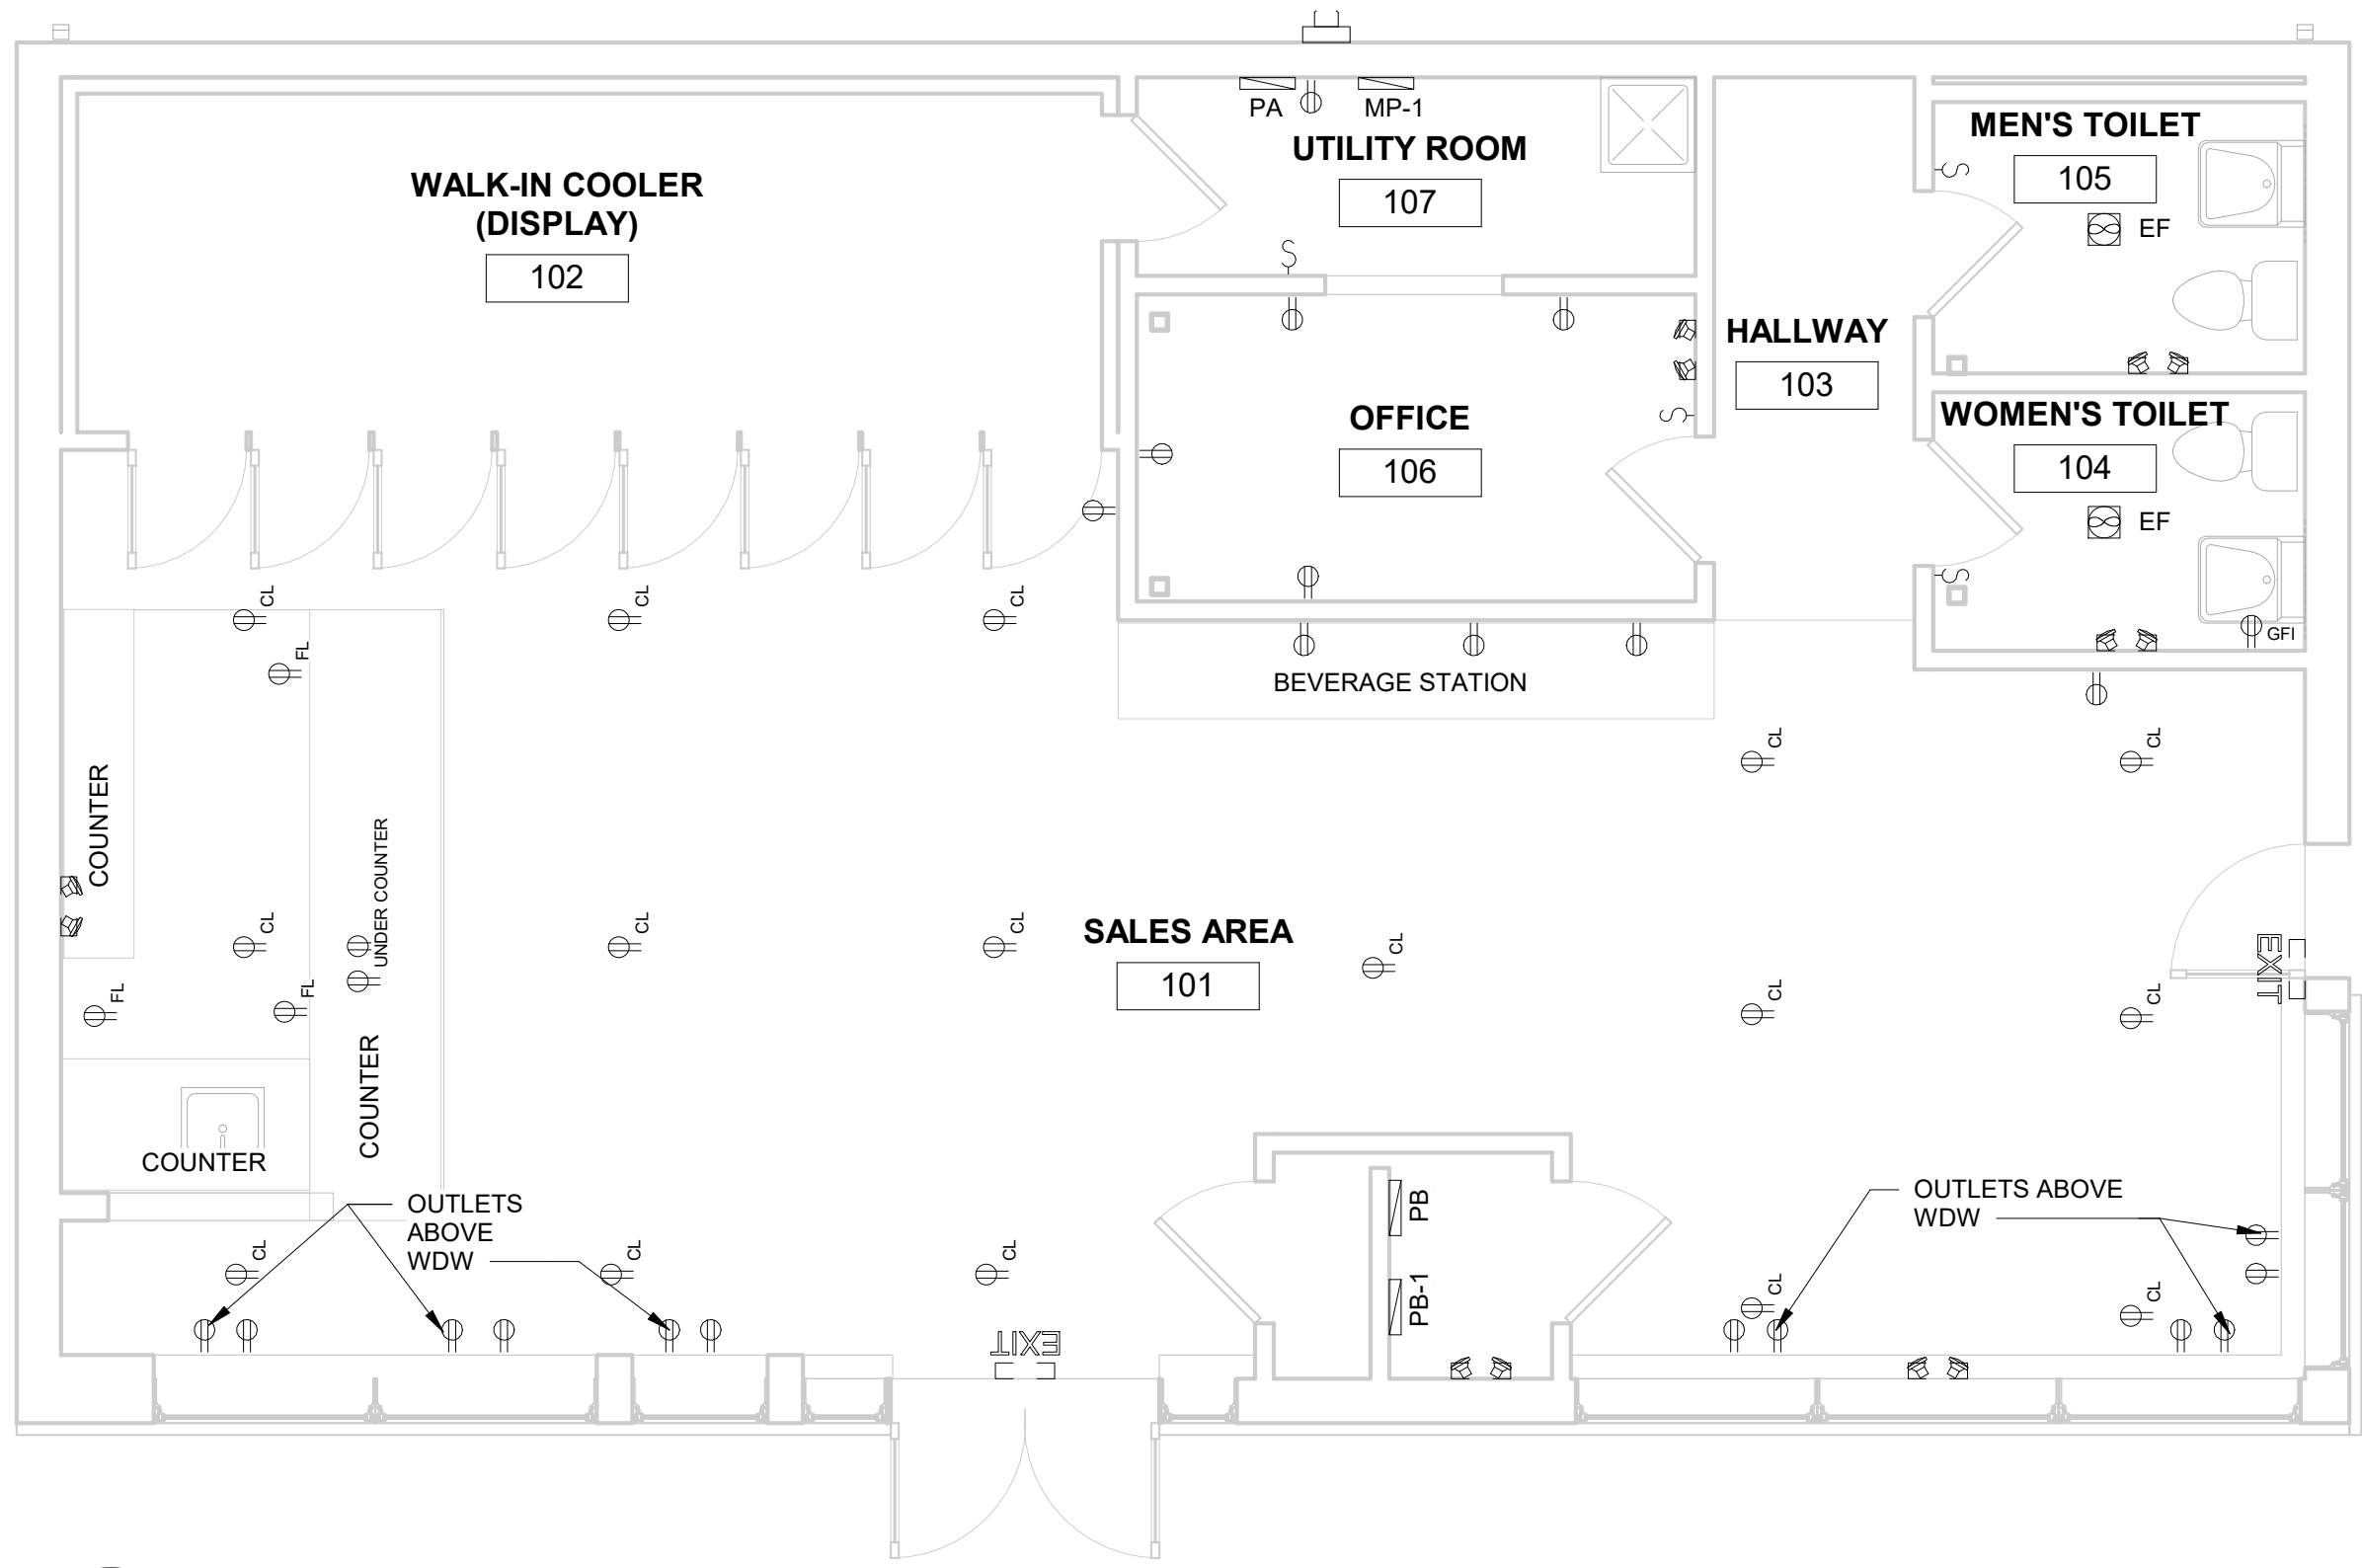 PA
MP-1
UTILITY ROOM
107
MEN'S TOILET
105
EF
WALK-IN COOLER
(DISPLAY)
102
S
S
HALLWAY
103
OFFICE
106
S
WOMEN'S TOILET
104
EF
S
GFI
CL
CL
CL
FL
BEVERAGE STATION
CL
CL
COUNTER
UNDER COUNTER
CL
CL
CL
CL
SALES AREA
101
EXIT
FL
FL
CL
CL
COUNTER
COUNTER
OUTLETS
ABOVE
WDW
PB
PB-1
OUTLETS ABOVE
WDW
CL
CL
CL
CL
CL
EXIT